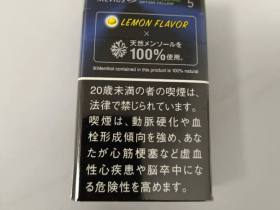 OPTION YELLOW 5
LEMON FLAVOR
×
天然メンソールを
100%使用。
※Menthol contained in this product is 100% natural
20歳未満の者の喫煙は、
法律で禁じられています。
喫煙は、動脈硬化や血
栓形成傾向を強め、あな
たが心筋梗塞など虚血
性心疾患や脳卒中にな
る危険性を高めます。